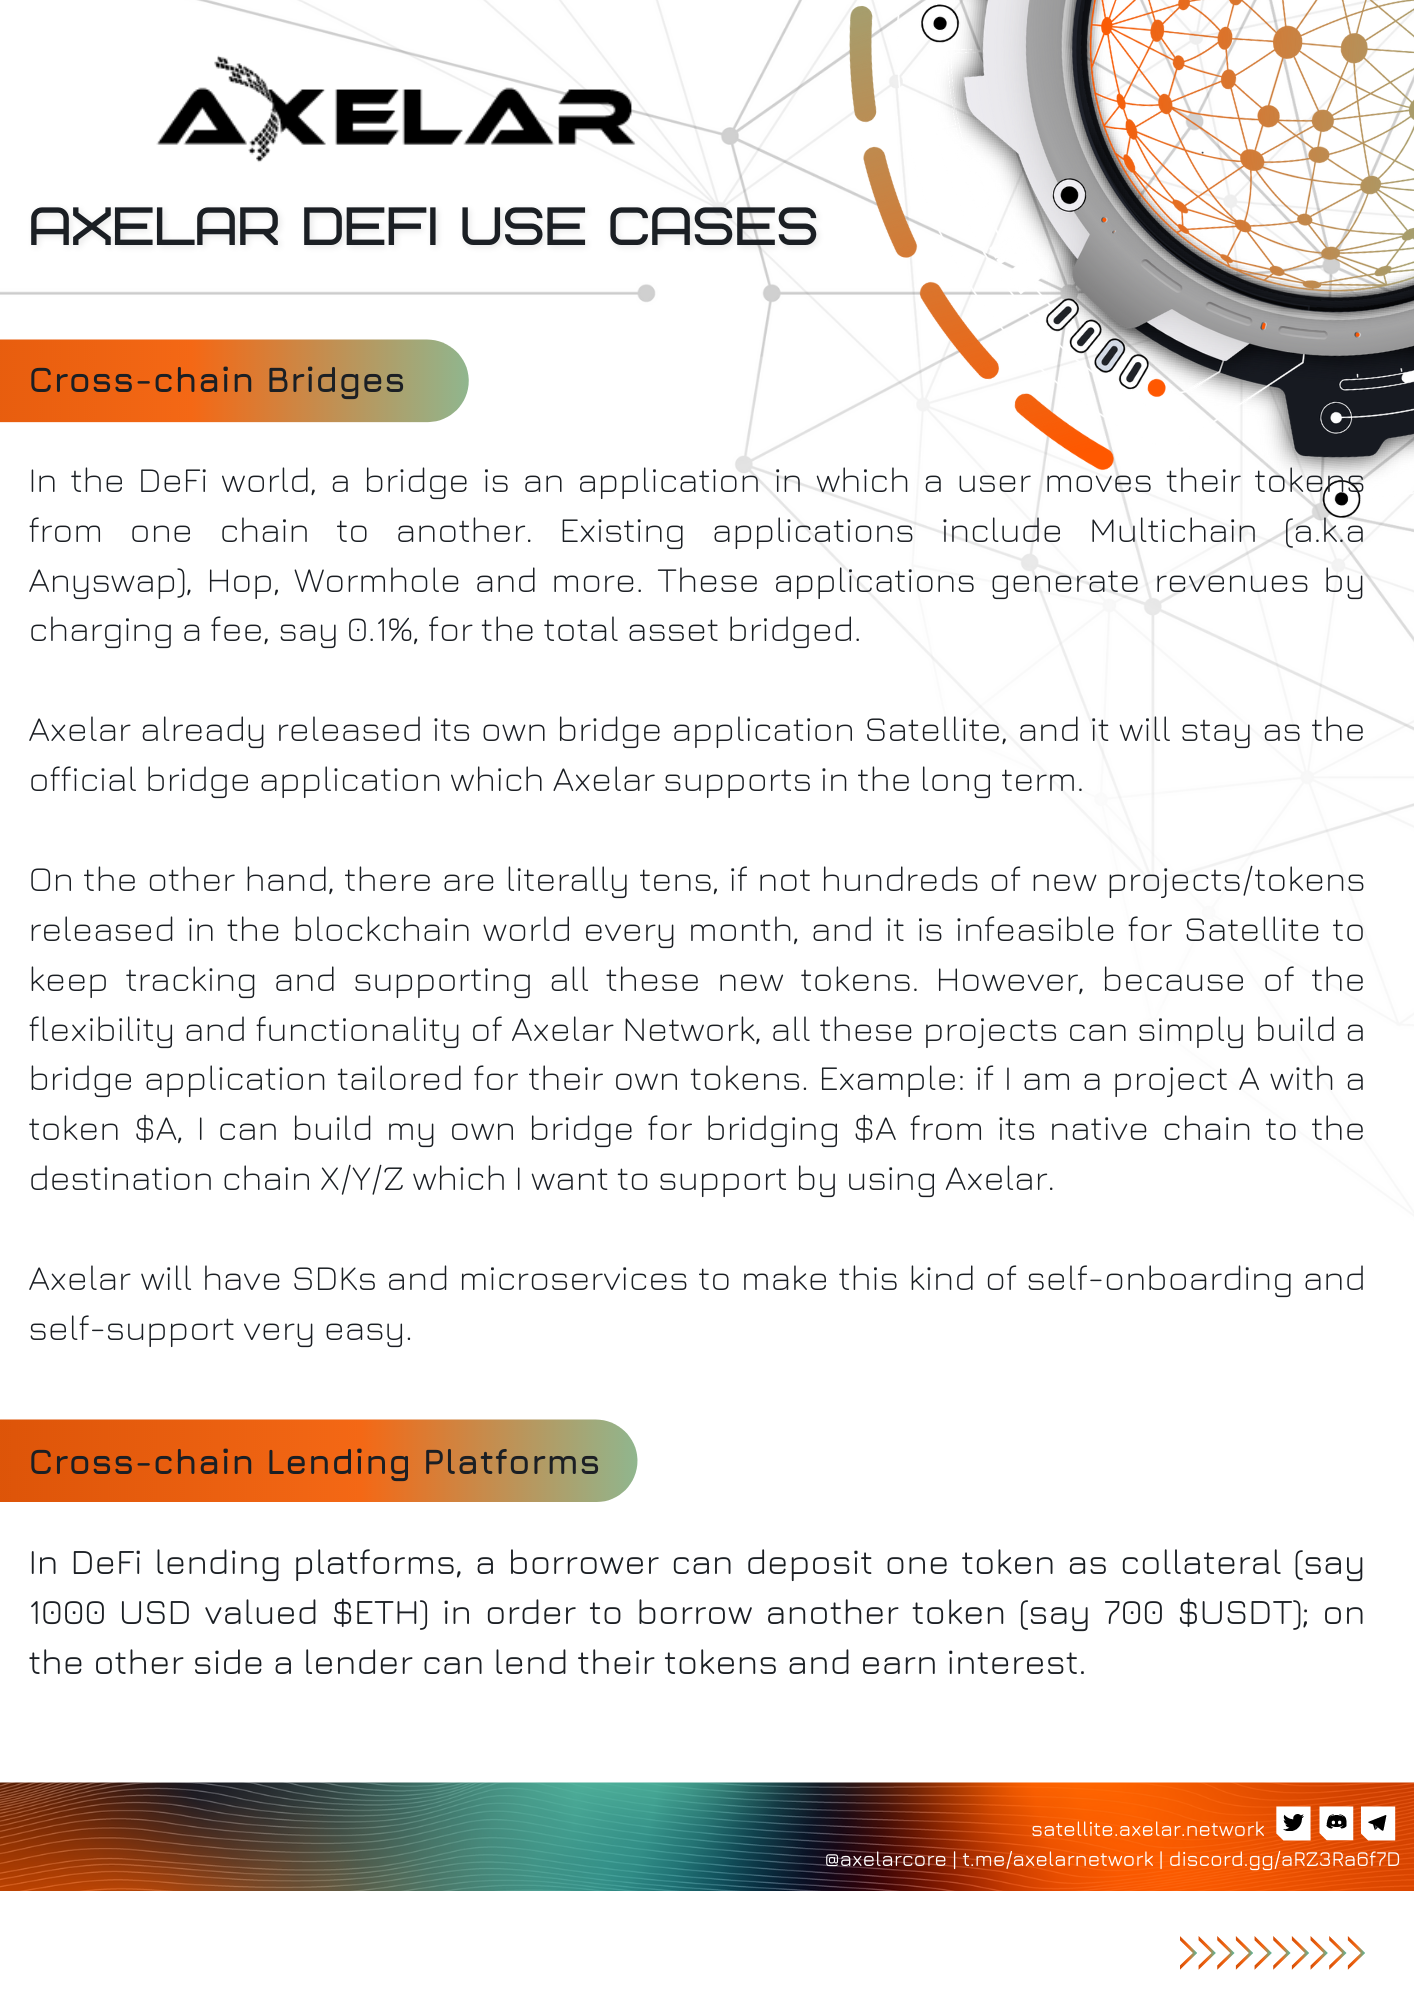 AXELAR
AXELAR DEFI USE CASES
Cross-chain Bridges
In the DeFi world, a bridge is an application in which a user moves their tokens
from one chain to another. Existing applications include Multichain (a.k.a
Anyswap), Hop, Wormhole and more. These applications generate revenues by
charging a fee, say 0.1%, for the total asset bridged.
Axelar already released its own bridge application Satellite, and it will stay as the
official bridge application which Axelar supports in the long term.
On the other hand, there are literally tens, if not hundreds of new projects/tokens
released in the blockchain world every month, and it is infeasible for Satellite to
keep tracking and supporting all these new tokens. However, because of the
flexibility and functionality of Axelar Network, all these projects can simply build a
bridge application tailored for their own tokens. Example: if I am a project A with a
token $A, I can build my own bridge for bridging $A from its native chain to the
destination chain X/Y/Z which I want to support by using Axelar.
Axelar will have SDKs and microservices to make this kind of self-onboarding and
self-support very easy.
Cross-chain Lending Platforms
In DeFi lending platforms, a borrower can deposit one token as collateral (say
1000 USD valued $ETH) in order to borrow another token (say 700 $USDT); on
the other side a lender can lend their tokens and earn interest.
satellite.axelar.network
@axelarcore | t.me/axelarnetwork | discord.gg/aRZ3Ra6f7D